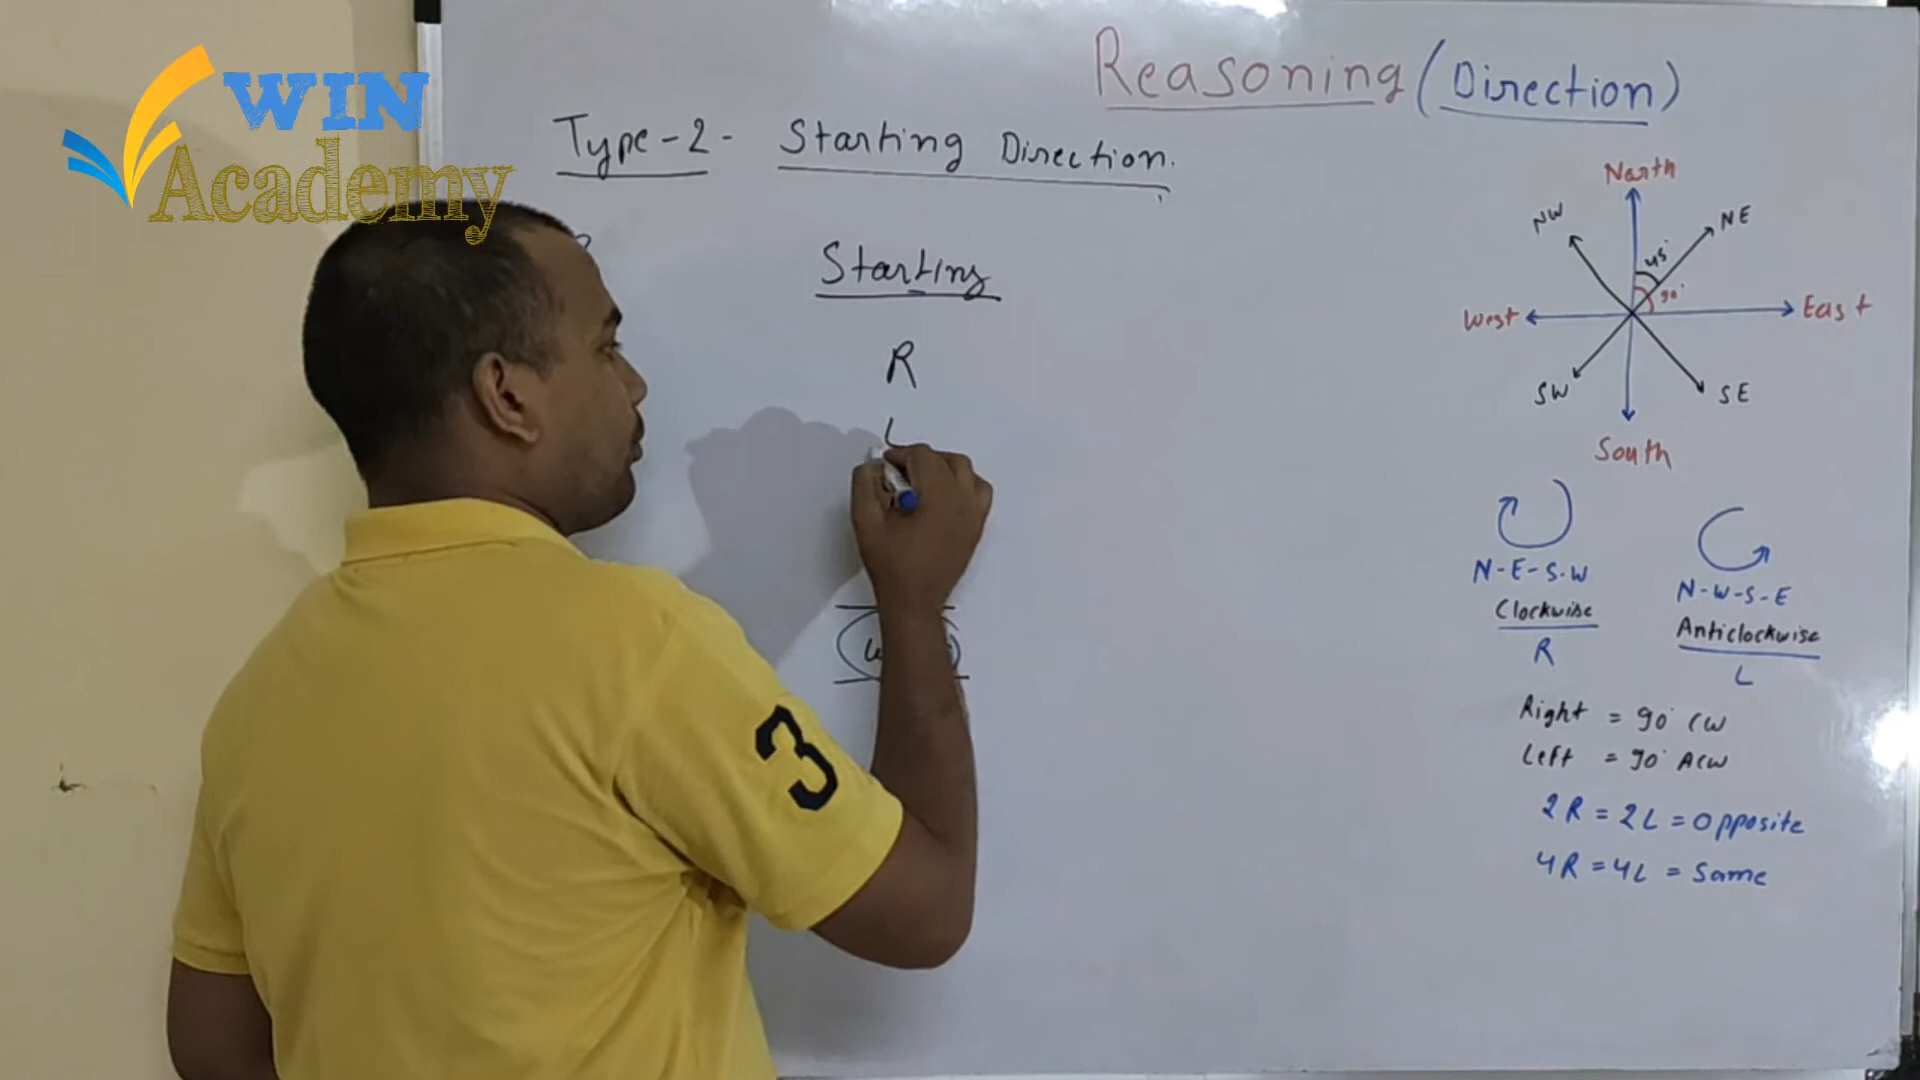 WIN
Academy
Reasoning (Direction)
Type-2- Starting Direction.
Starting
R
L
North
NW
NE
45°
90°
West
East
SW
SE
South
N-E-S-W
Clockwise
R
N-W-S-E
Anticlockwise
L
Right = 90° CW
Left = 90° ACW
2R = 2L = Opposite
4R = 4L = Same
3